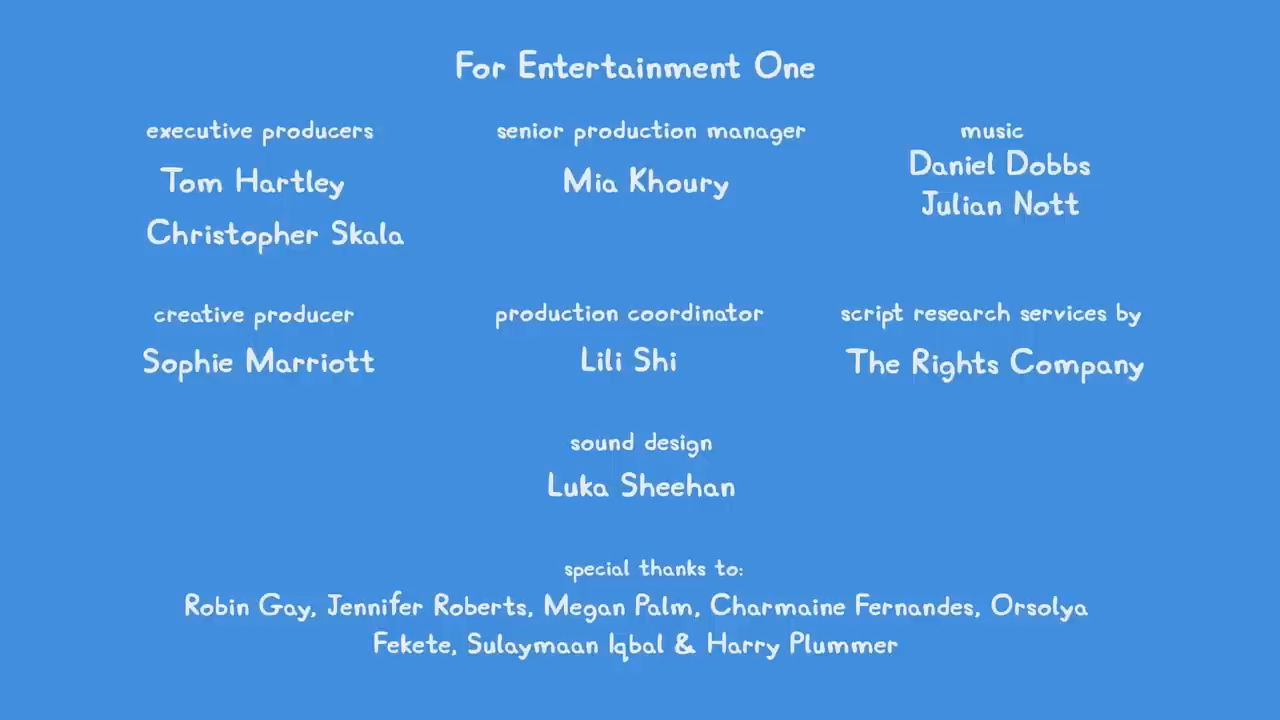 For Entertainment One
executive producers
Tom Hartley
Christopher Skala
senior production manager
Mia Khoury
music
Daniel Dobbs
Julian Nott
creative producer
Sophie Marriott
production coordinator
Lili Shi
script research services by
The Rights Company
sound design
Luka Sheehan
special thanks to:
Robin Gay, Jennifer Roberts, Megan Palm, Charmaine Fernandes, Orsolya
Fekete, Sulaymaan Iqbal & Harry Plummer